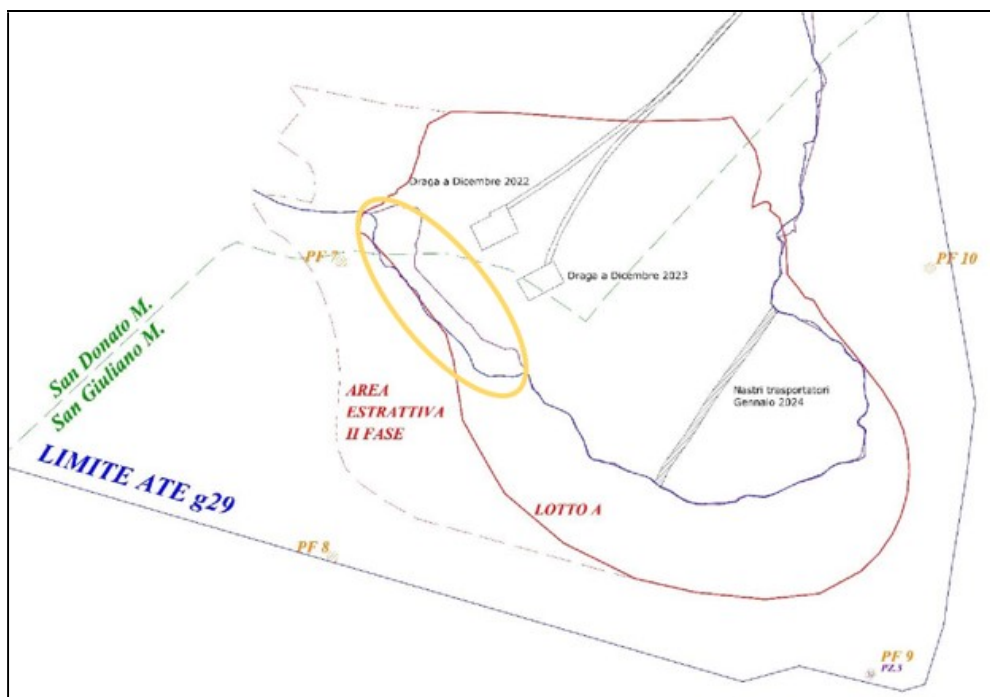 Draga a Dicembre 2022
PF 7
PF 10
Draga a Dicembre 2023
San Donato M.
San Giuliano M.
AREA
ESTRATTIVA
II FASE
Nastri trasportatori
Gennaio 2024
LIMITE ATE g29
LOTTO A
PF 8
PF 9
PZ.3